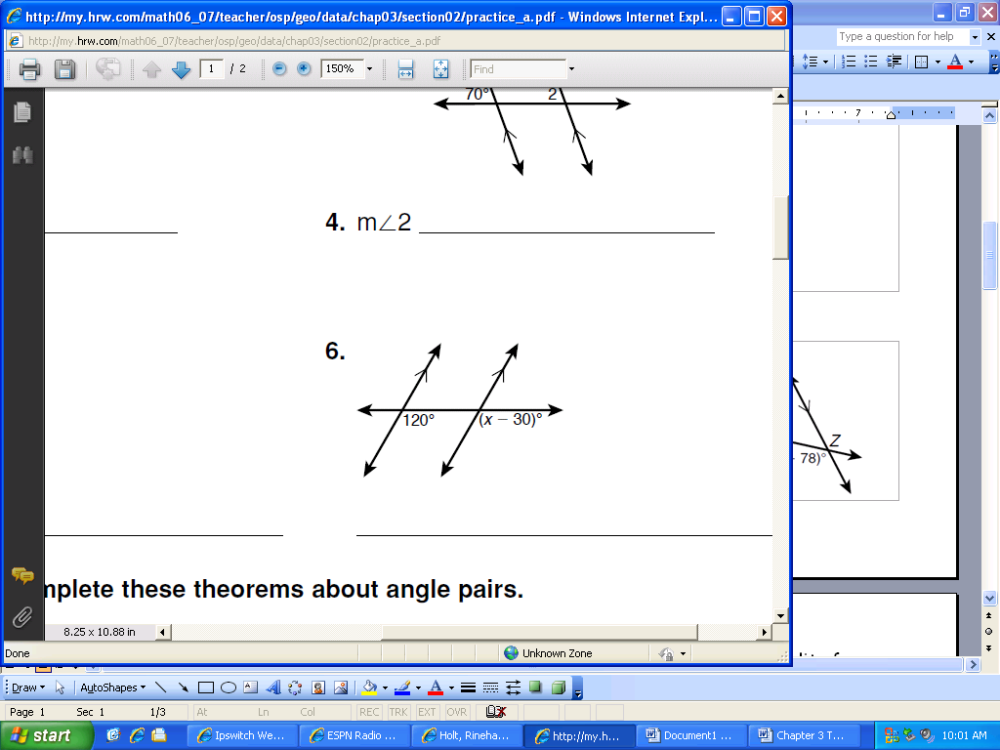 http://my.hrw.com/math06_07/teacher/osp/geo/data/chap03/section02/practice_a.pdf - Windows Internet Expl...
http://my.hrw.com/math06_07/teacher/osp/geo/data/chap03/section02/practice_a.pdf
Type a question for help
1 / 2 150% Find
7
70° 2
4. m∠2
6.
120° (x − 30)°
Z
78)°
mplete these theorems about angle pairs.
8.25 x 10.88 in
Done Unknown Zone
Draw AutoShapes
Page 1 Sec 1 1/3 At Ln Col REC TRK EXT OVR
start Ipswitch We... ESPN Radio ... Holt, Rineha... http://my.h... Document1 ... Chapter 3 T... 10:01 AM